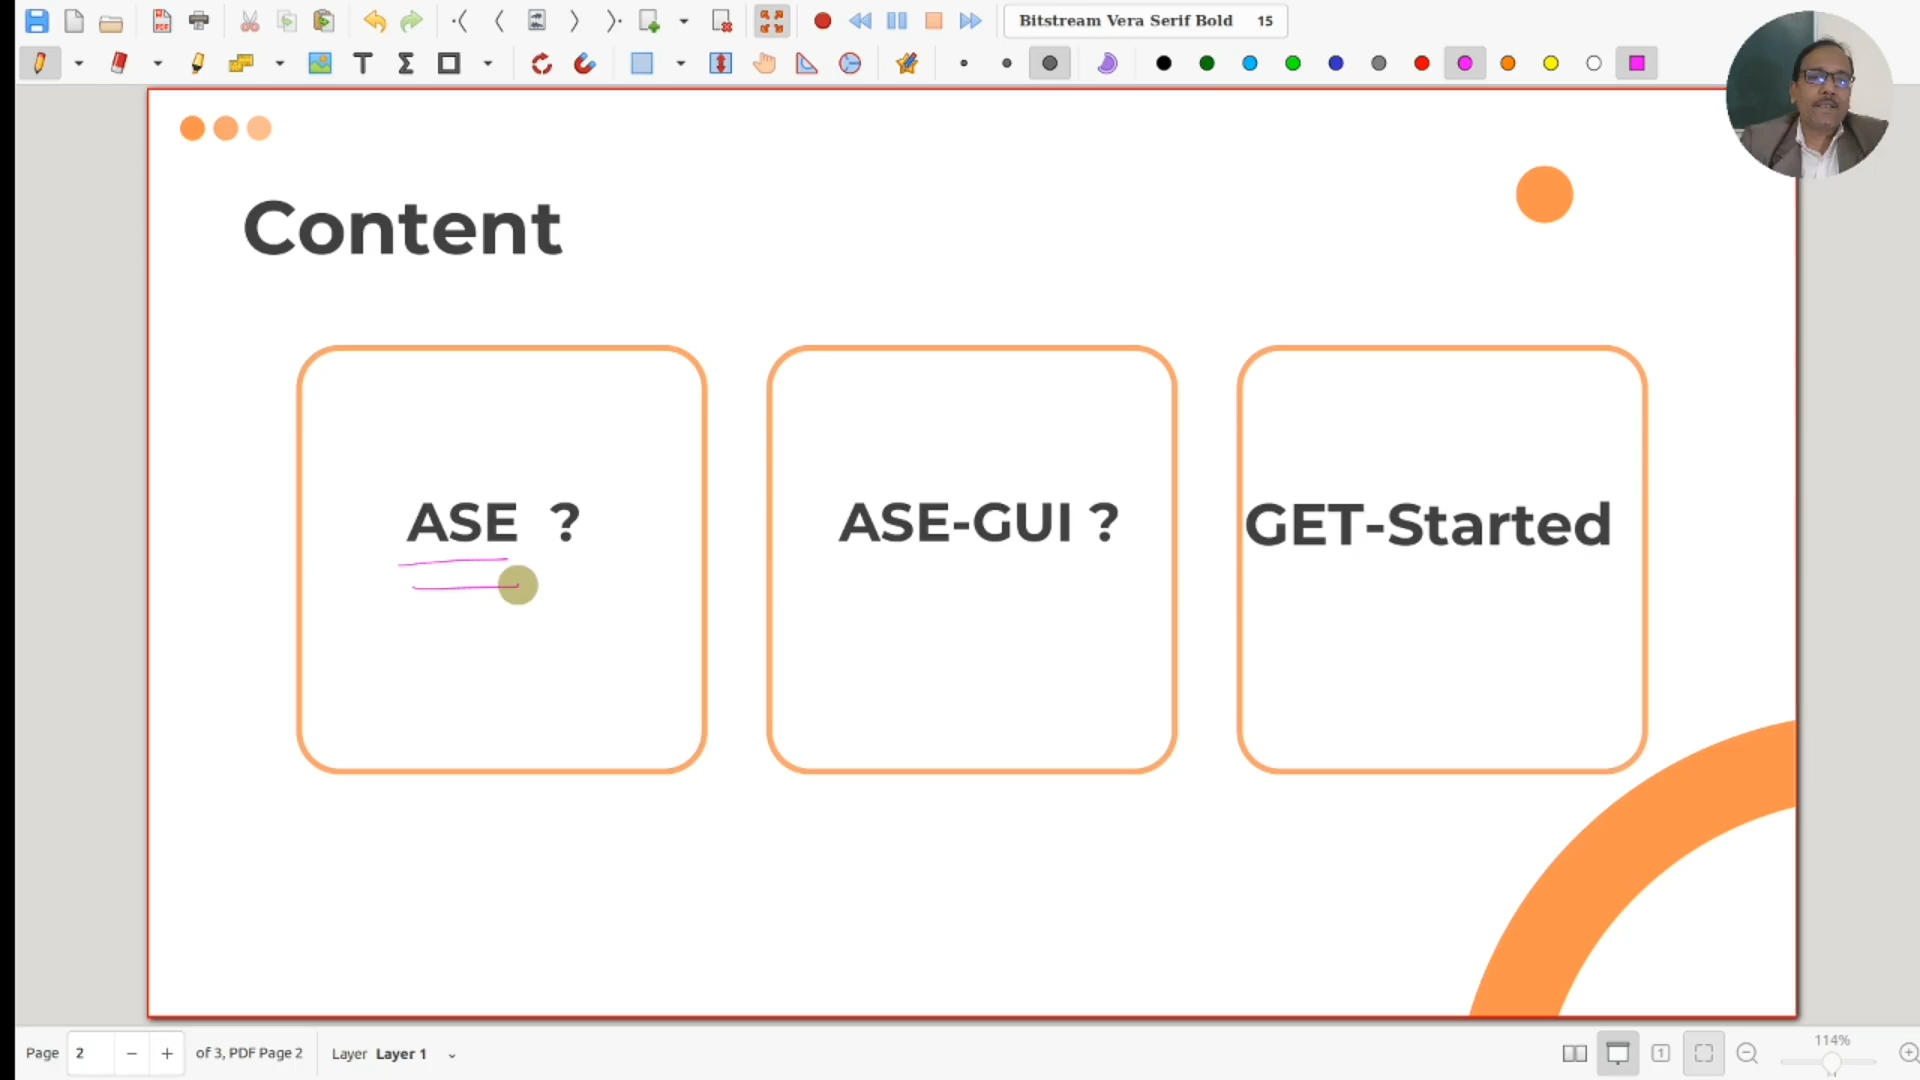 Bitstream Vera Serif Bold 15
Content
ASE ?
ASE-GUI ?
GET-Started
Page 2 of 3, PDF Page 2 Layer Layer 1
114%